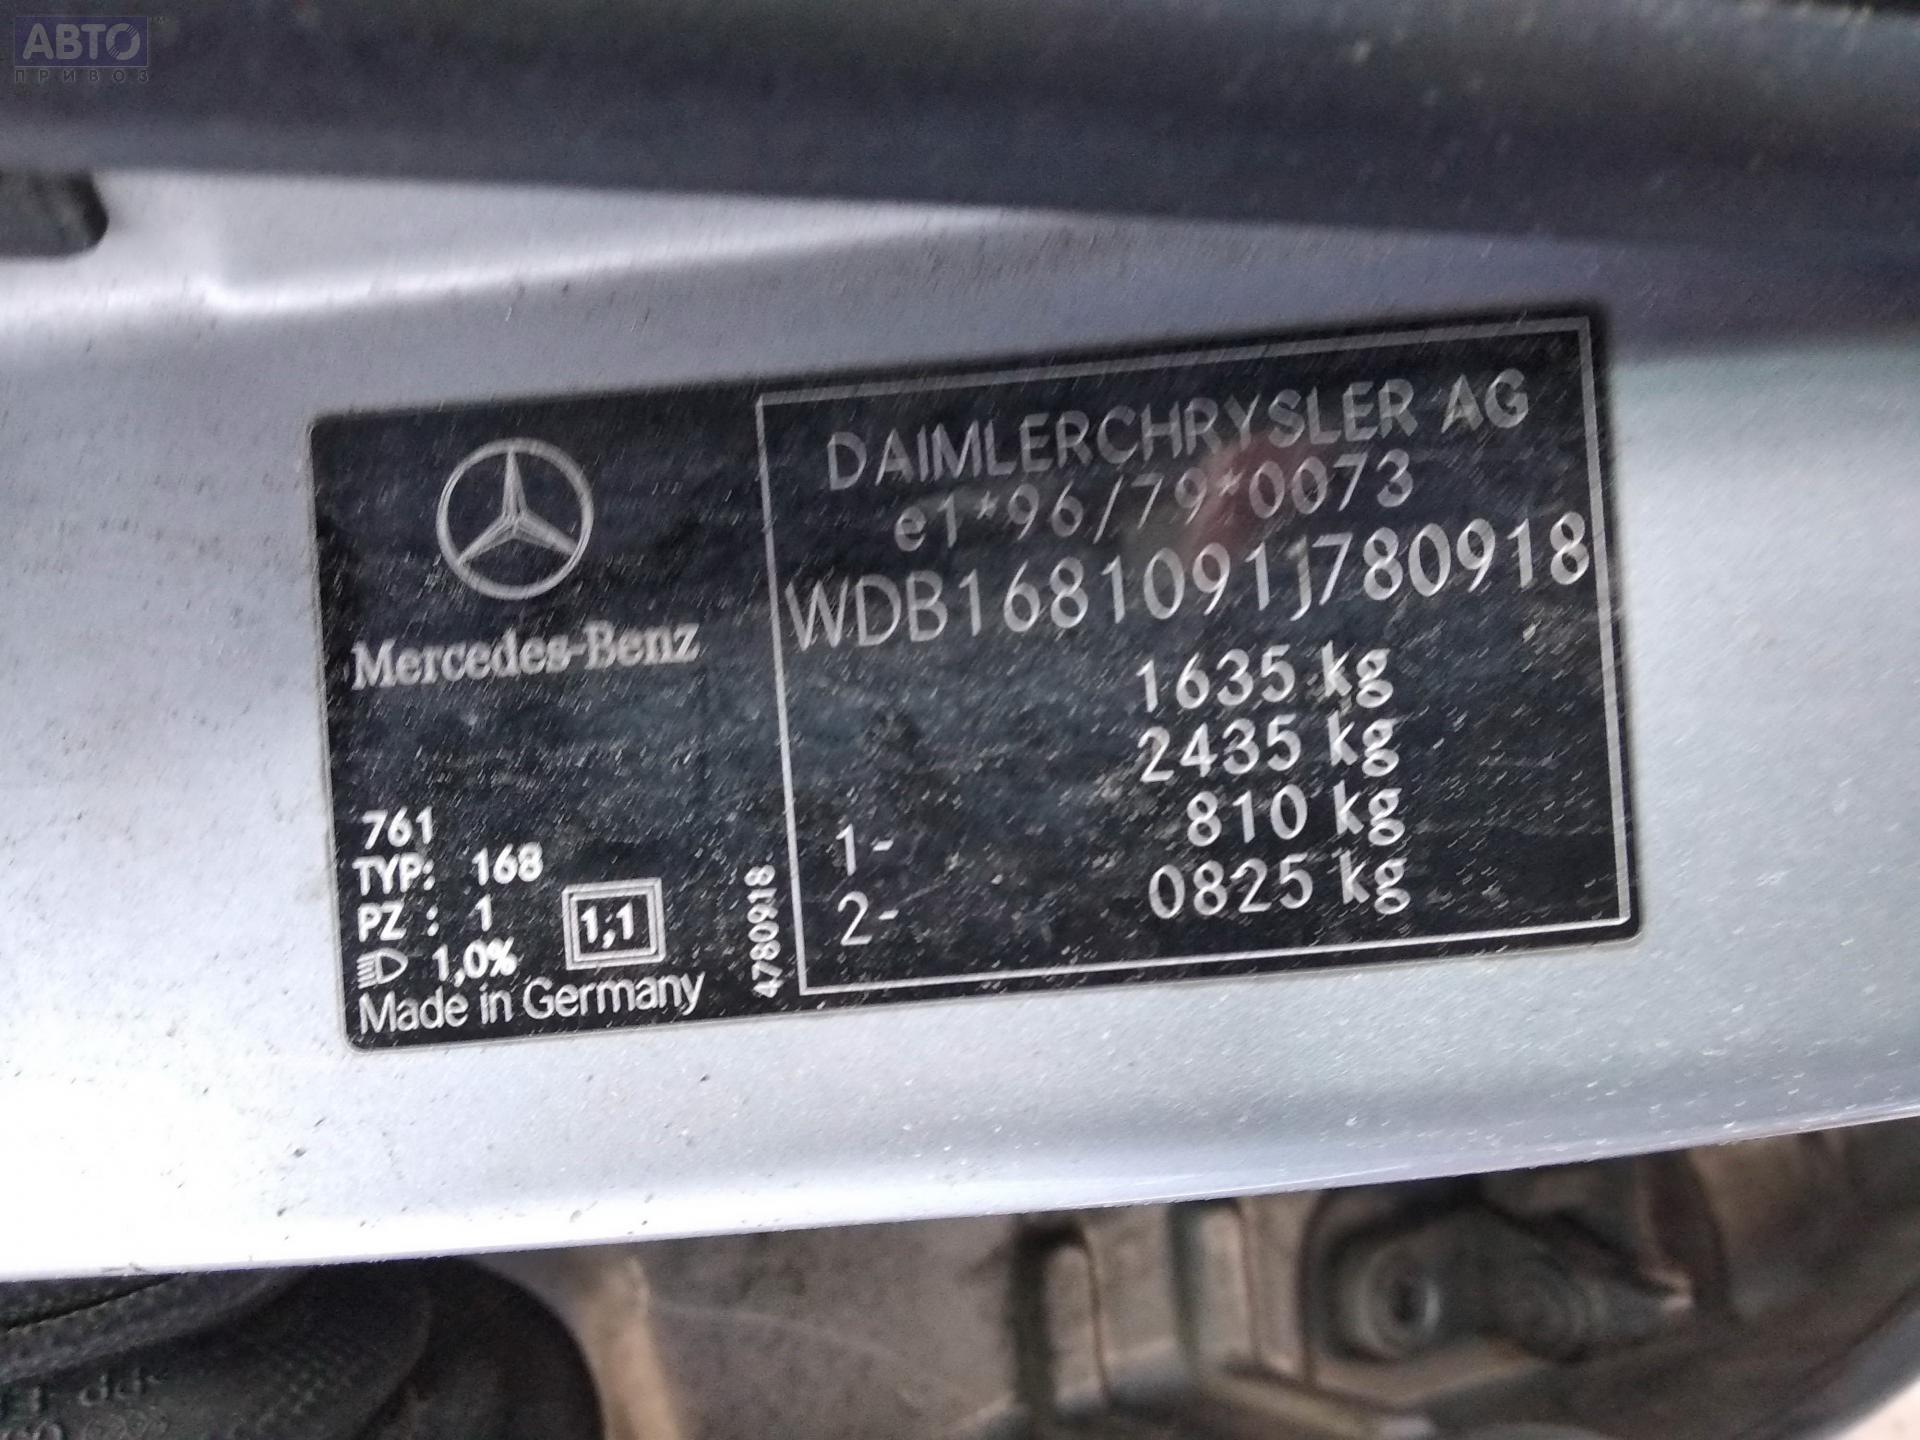 АВТО
ПРИВОЗ
Mercedes-Benz
761
TYP: 168
PZ : 1
1,0%
1,1
Made in Germany
4780918
DAIMLERCHRYSLER AG
e1*96/79*0073
WDB1681091J780918
1635 kg
2435 kg
1- 810 kg
2- 0825 kg